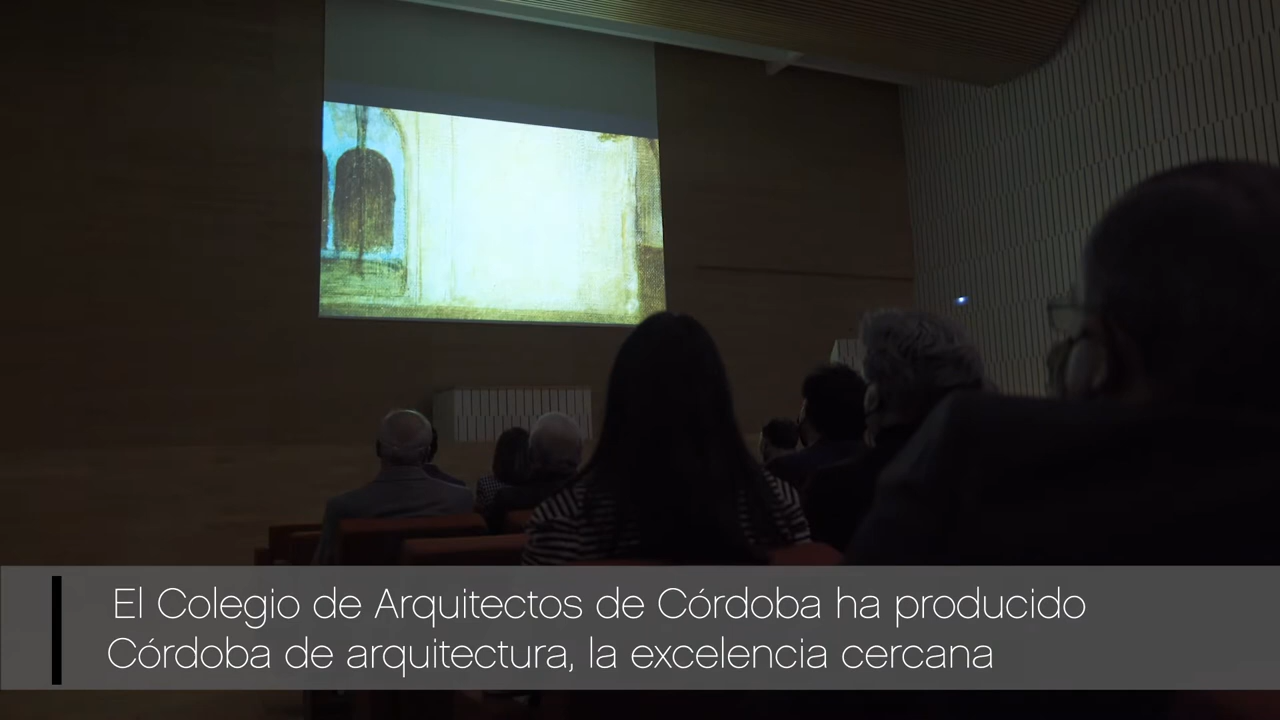 El Colegio de Arquitectos de Córdoba ha producido
Córdoba de arquitectura, la excelencia cercana